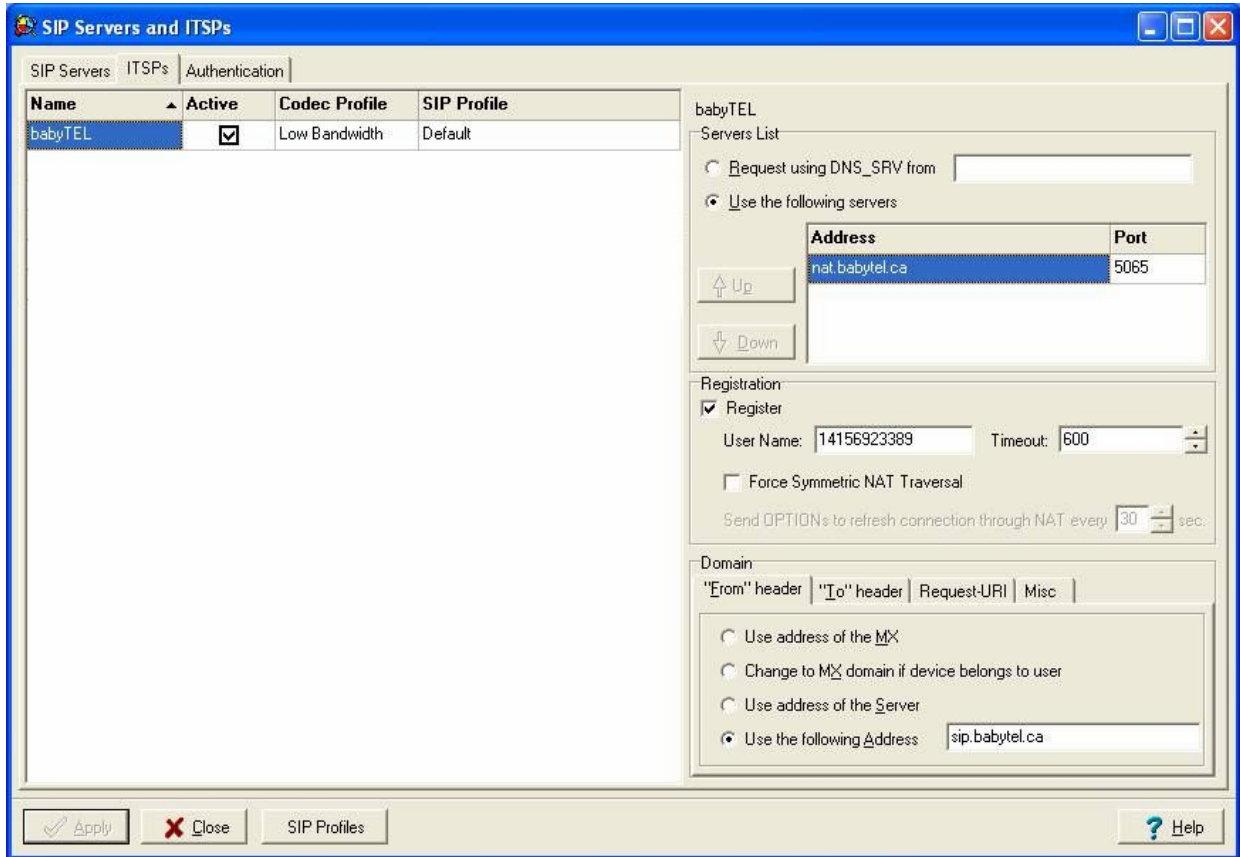 SIP Servers and ITSPs
SIP Servers ITSPs Authentication
Name Active Codec Profile SIP Profile
babyTEL Low Bandwidth Default
babyTEL
Servers List
Request using DNS_SRV from
Use the following servers
Address Port
nat.babytel.ca 5065
Up
Down
Registration
Register
User Name: 14156923389 Timeout: 600
Force Symmetric NAT Traversal
Send OPTIONs to refresh connection through NAT every 30 sec.
Domain
"From" header "To" header Request-URI Misc
Use address of the MX
Change to MX domain if device belongs to user
Use address of the Server
Use the following Address sip.babytel.ca
Apply Close SIP Profiles Help